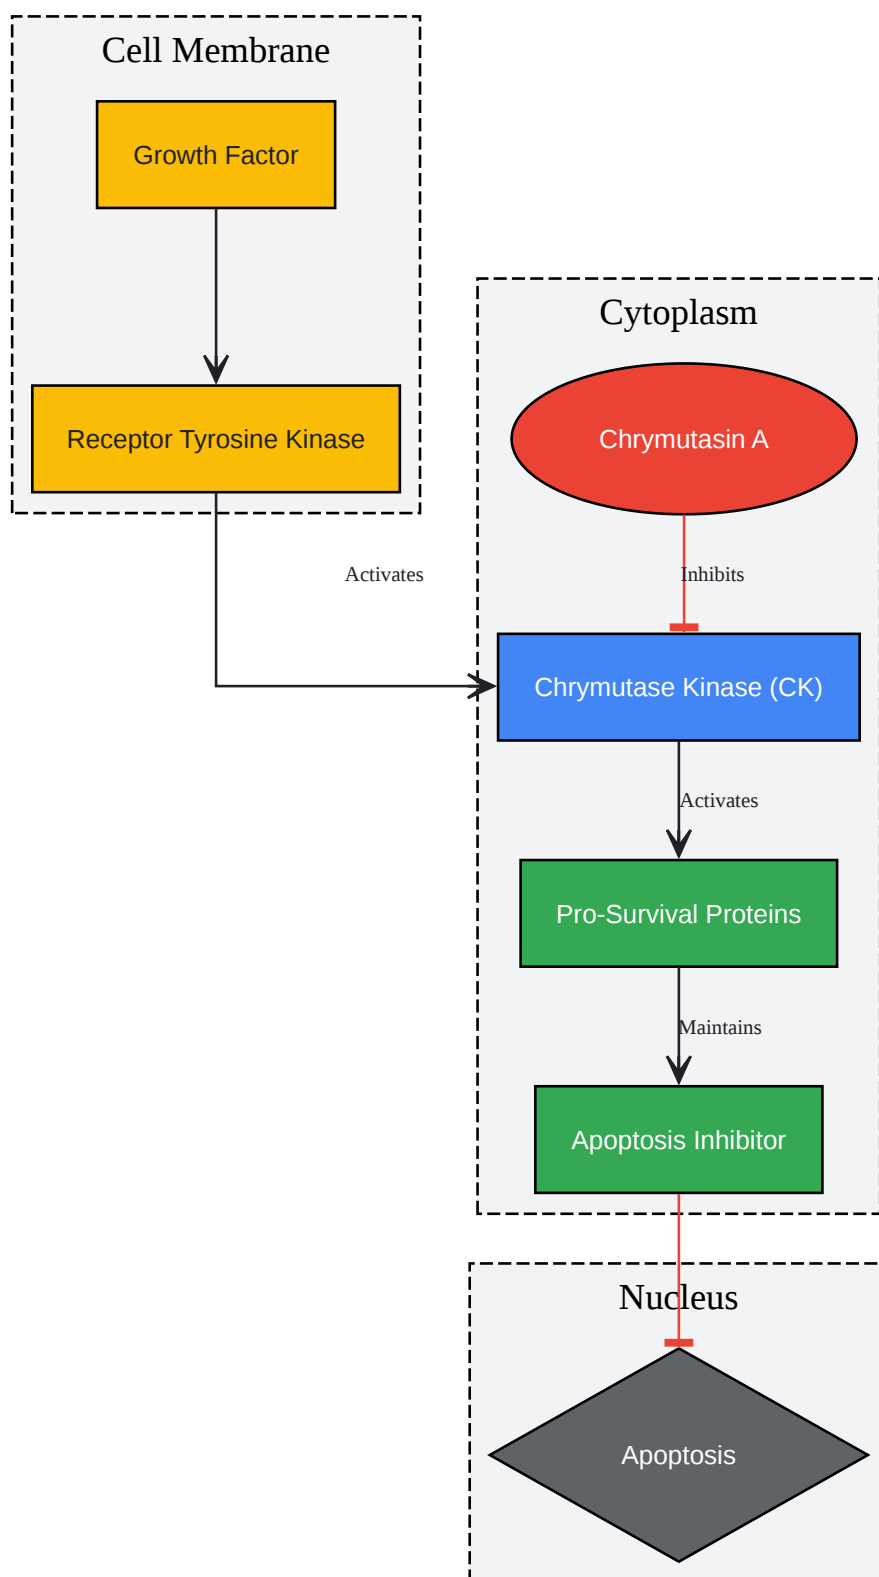 Cell Membrane
Growth Factor
Receptor Tyrosine Kinase
Activates
Cytoplasm
Chrymutasin A
Inhibits
Chrymutase Kinase (CK)
Activates
Pro-Survival Proteins
Maintains
Apoptosis Inhibitor
Nucleus
Apoptosis